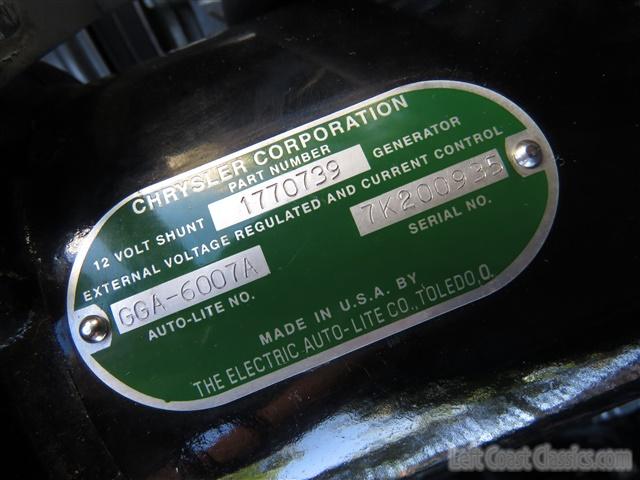 CHRYSLER CORPORATION
PART NUMBER
12 VOLT SHUNT 1770739 GENERATOR
EXTERNAL VOLTAGE REGULATED AND CURRENT CONTROL
GGA-6007A 7K200935
AUTO-LITE NO. SERIAL NO.
MADE IN U.S.A. BY
THE ELECTRIC AUTO-LITE CO., TOLEDO, O.
Left Coast Classics.com